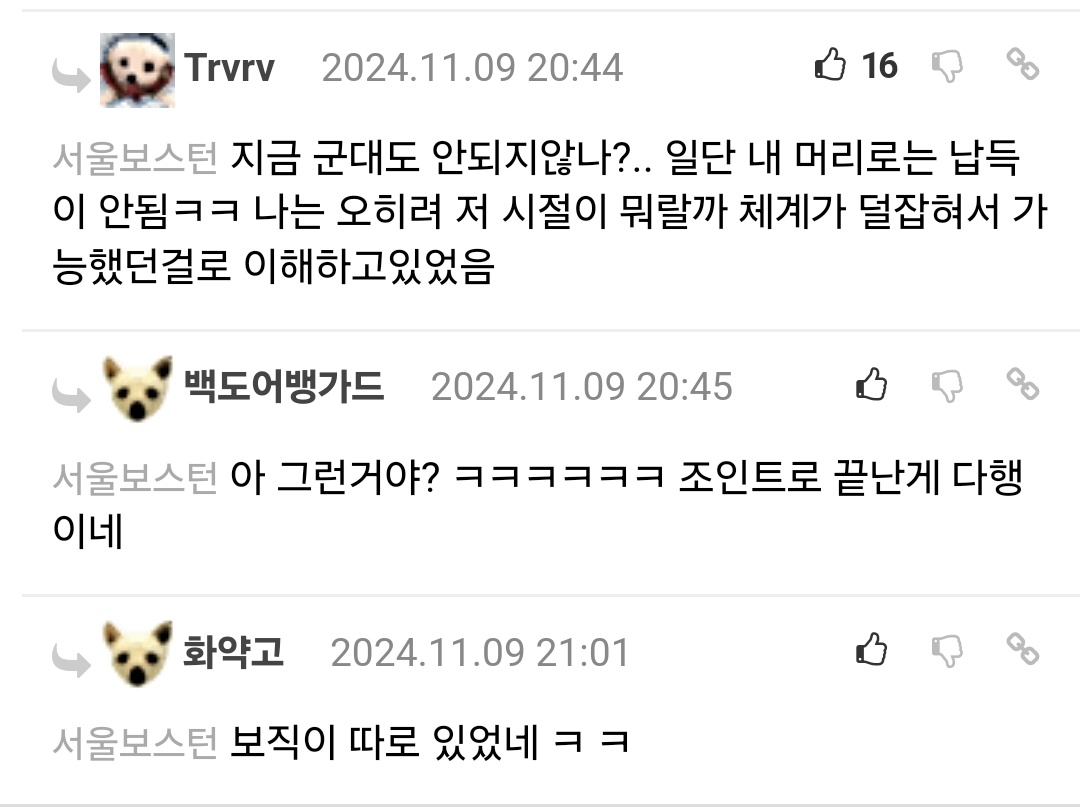 Trvrv 2024.11.09 20:44 16
서울보스턴 지금 군대도 안되지않나?.. 일단 내 머리로는 납득
이 안됨ㅋㅋ 나는 오히려 저 시절이 뭐랄까 체계가 덜잡혀서 가
능했던걸로 이해하고있었음
백도어뱅가드 2024.11.09 20:45
서울보스턴 아 그런거야? ㅋㅋㅋㅋㅋㅋ 조인트로 끝난게 다행
이네
화약고 2024.11.09 21:01
서울보스턴 보직이 따로 있었네 ㅋ ㅋ